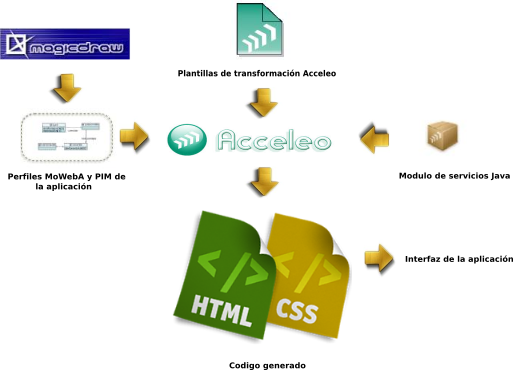 magicdraw
Plantillas de transformación Acceleo
Acceleo
Perfiles MoWebA y PIM de
la aplicación
Modulo de servicios Java
</>
</>
HTML
CSS
Interfaz de la aplicación
Codigo generado